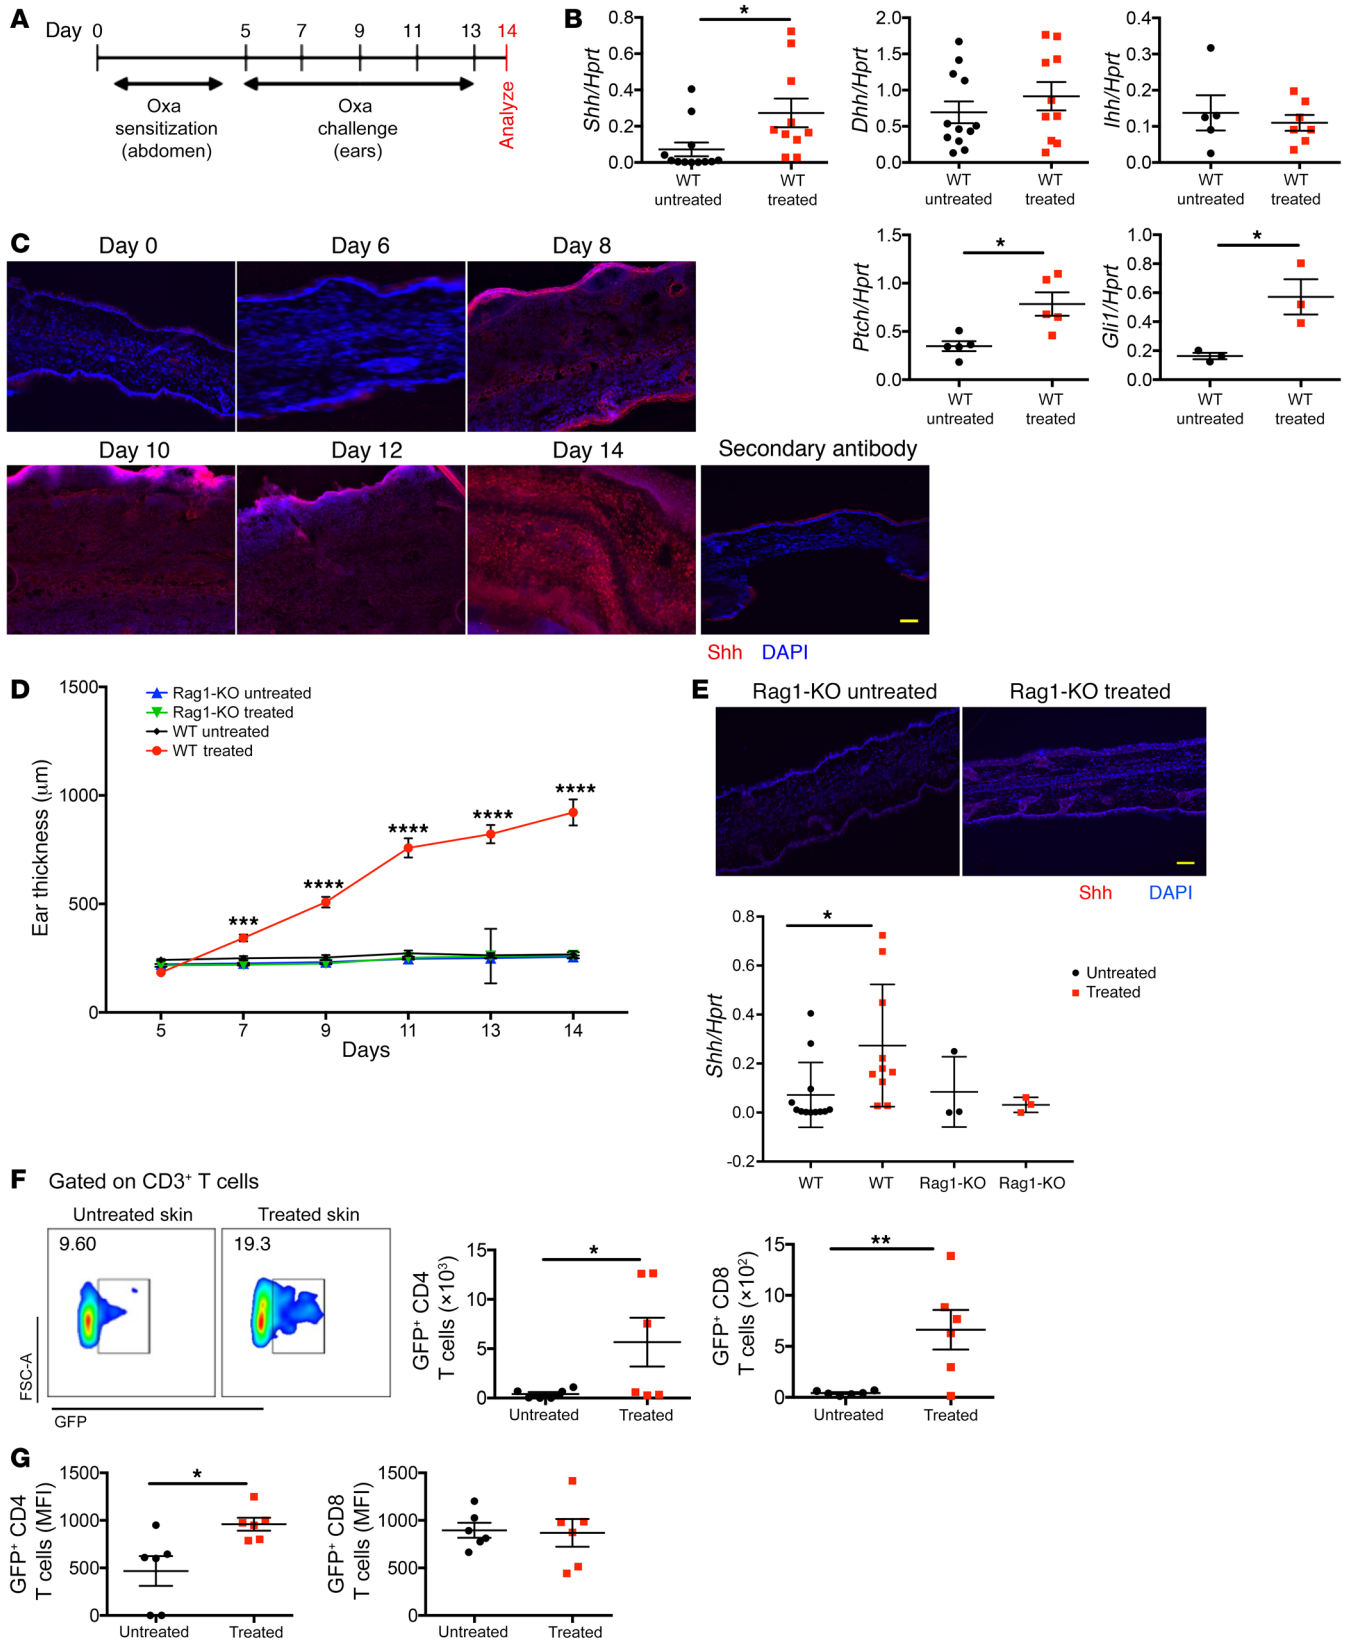 A
Day 0 5 7 9 11 13 14
Oxa
sensitization
(abdomen)
Oxa
challenge
(ears)
Analyze
B
Shh/Hprt
0.8
0.6
0.4
0.2
0.0
*
WT
untreated
WT
treated
Dhh/Hprt
2.0
1.5
1.0
0.5
0.0
WT
untreated
WT
treated
Ihh/Hprt
0.4
0.3
0.2
0.1
0.0
WT
untreated
WT
treated
Ptch/Hprt
1.5
1.0
0.5
0.0
*
WT
untreated
WT
treated
Gli1/Hprt
1.0
0.8
0.6
0.4
0.2
0.0
*
WT
untreated
WT
treated
C
Day 0 Day 6 Day 8
Day 10 Day 12 Day 14 Secondary antibody
Shh DAPI
D
Ear thickness (µm)
1500
1000
500
0
Rag1-KO untreated
Rag1-KO treated
WT untreated
WT treated
*** **** **** **** ****
5 7 9 11 13 14
Days
E
Rag1-KO untreated Rag1-KO treated
Shh DAPI
Shh/Hprt
0.8
0.6
0.4
0.2
0.0
-0.2
*
Untreated
Treated
WT WT Rag1-KO Rag1-KO
F
Gated on CD3⁺ T cells
Untreated skin Treated skin
9.60 19.3
FSC-A
GFP
GFP⁺ CD4
T cells (×10³)
15
10
5
0
*
Untreated Treated
GFP⁺ CD8
T cells (×10²)
15
10
5
0
**
Untreated Treated
G
GFP⁺ CD4
T cells (MFI)
1500
1000
500
0
*
Untreated Treated
GFP⁺ CD8
T cells (MFI)
1500
1000
500
0
Untreated Treated